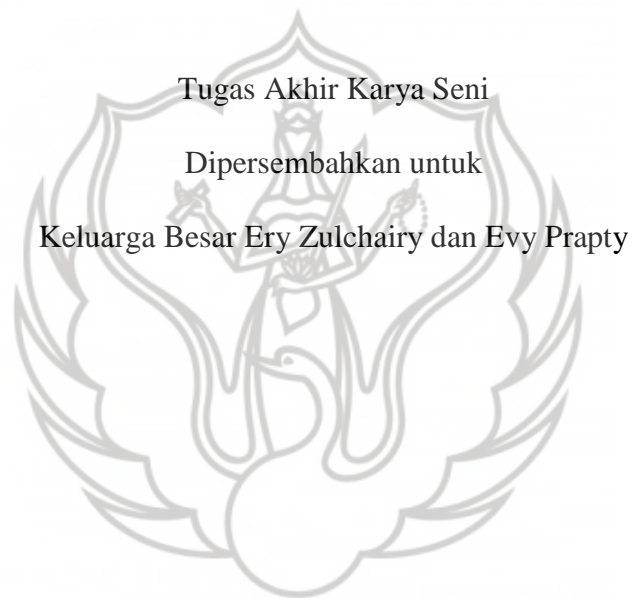 Tugas Akhir Karya Seni
Dipersembahkan untuk
Keluarga Besar Ery Zulchairy dan Evy Prapty